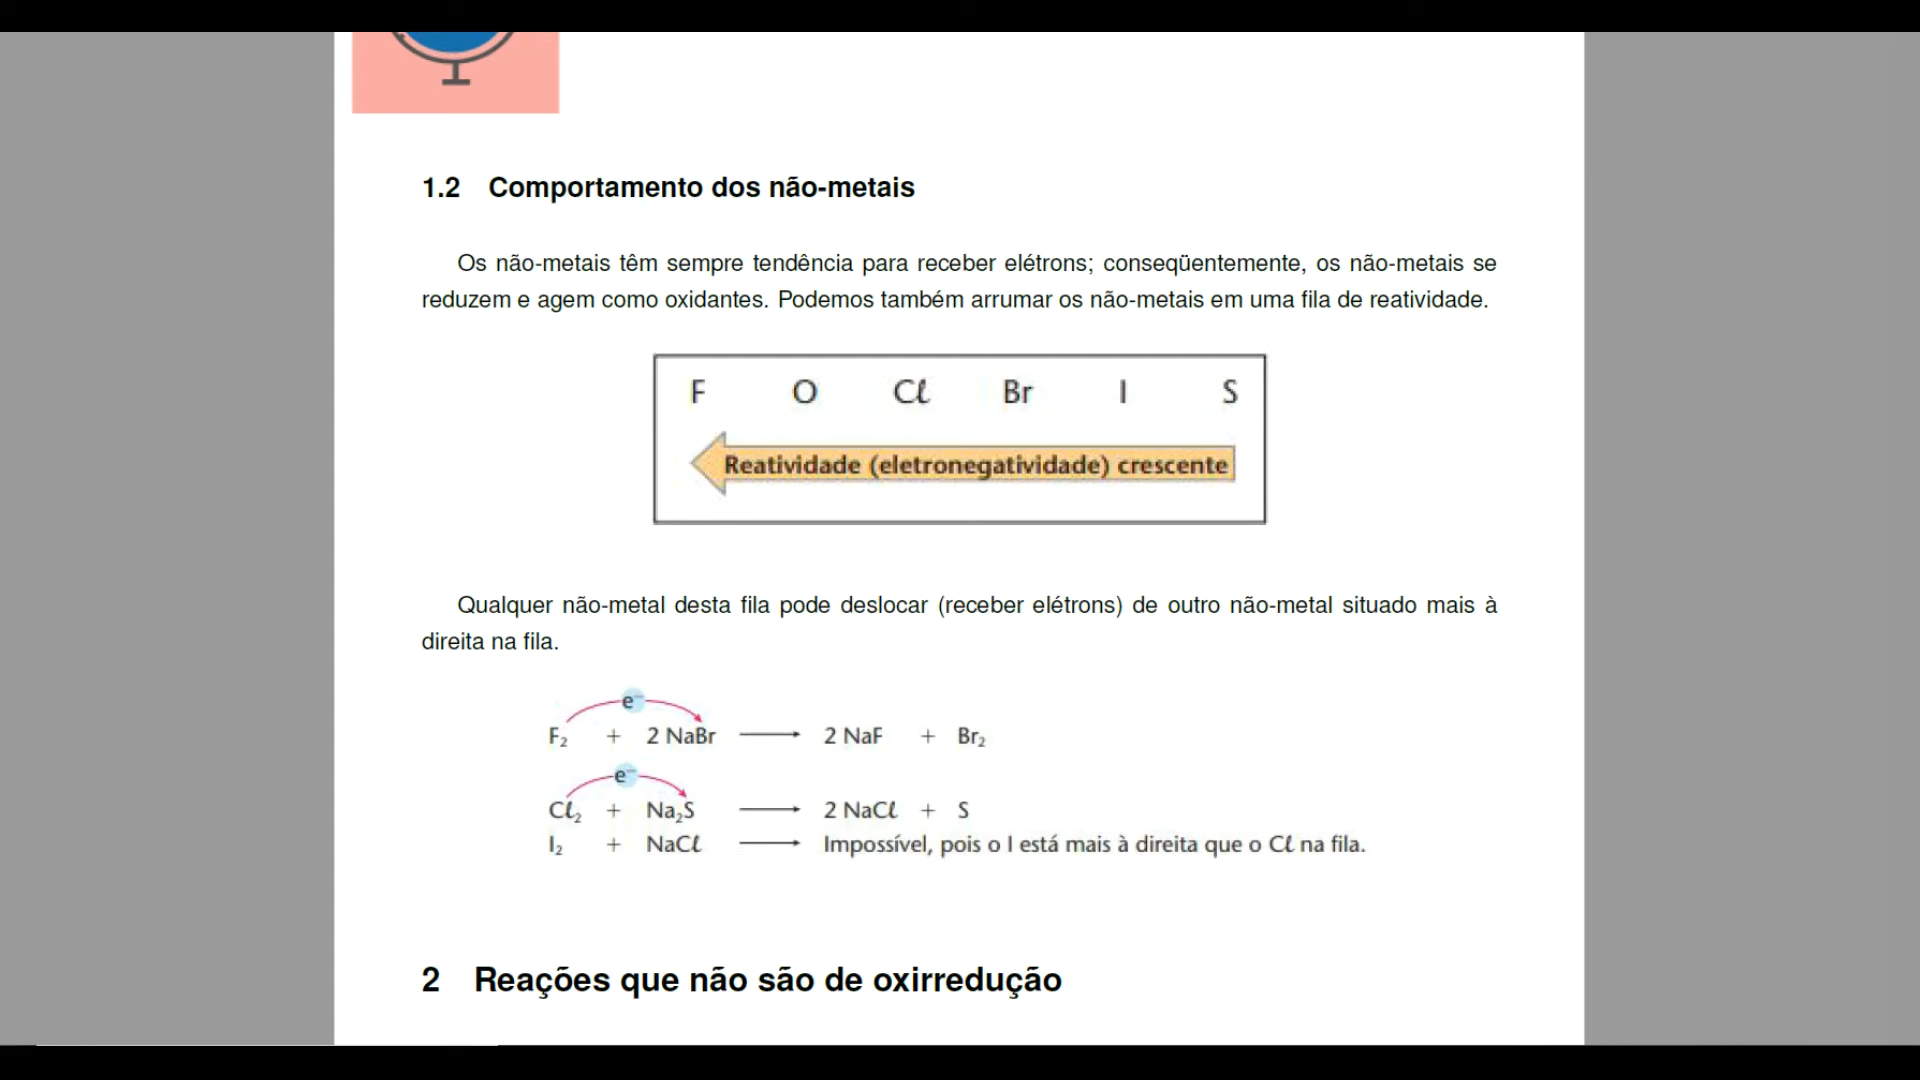 1.2 Comportamento dos não-metais
Os não-metais têm sempre tendência para receber elétrons; conseqüentemente, os não-metais se
reduzem e agem como oxidantes. Podemos também arrumar os não-metais em uma fila de reatividade.
F O Cℓ Br I S
Reatividade (eletronegatividade) crescente
Qualquer não-metal desta fila pode deslocar (receber elétrons) de outro não-metal situado mais à
direita na fila.
e⁻
F₂ + 2 NaBr ⟶ 2 NaF + Br₂
e⁻
Cℓ₂ + Na₂S ⟶ 2 NaCℓ + S
I₂ + NaCℓ ⟶ Impossível, pois o I está mais à direita que o Cℓ na fila.
2 Reações que não são de oxirredução